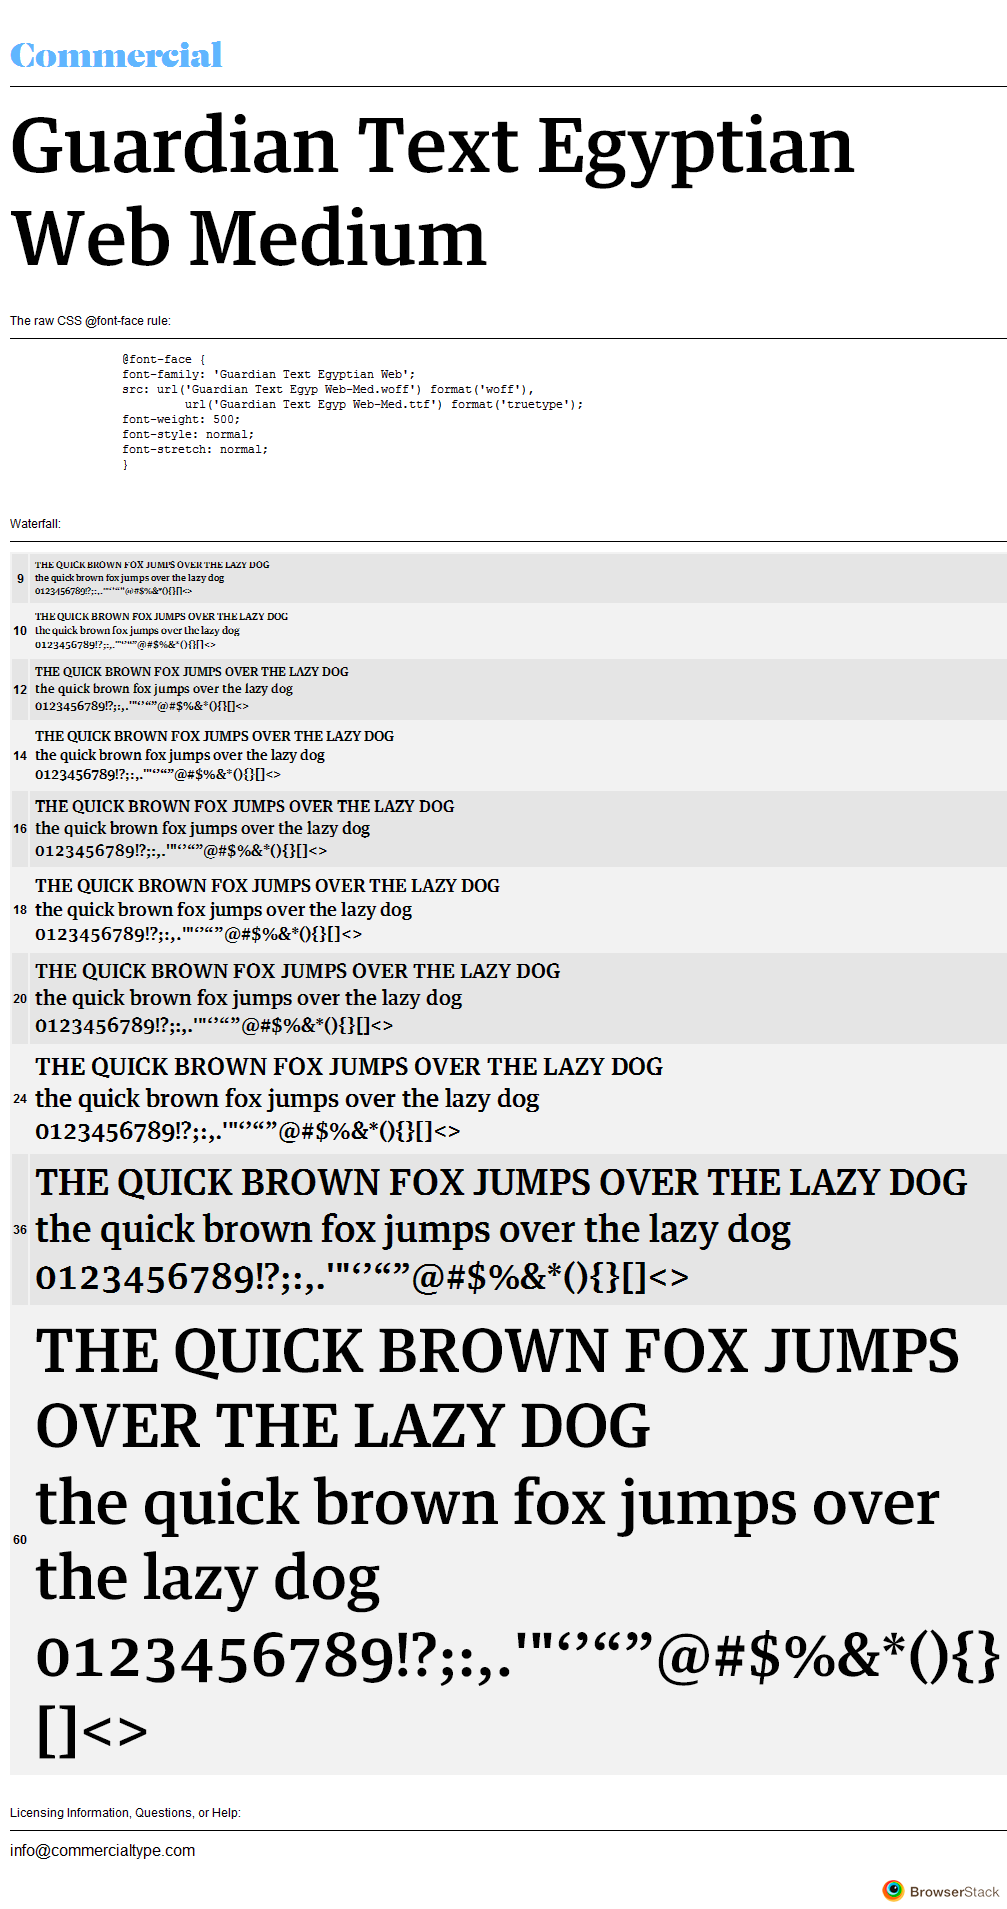 Commercial
Guardian Text Egyptian
Web Medium
The raw CSS @font-face rule:
@font-face {
font-family: 'Guardian Text Egyptian Web';
src: url('Guardian Text Egyp Web-Med.woff') format('woff'),
url('Guardian Text Egyp Web-Med.ttf') format('truetype');
font-weight: 500;
font-style: normal;
font-stretch: normal;
}
Waterfall:
THE QUICK BROWN FOX JUMPS OVER THE LAZY DOG
9 the quick brown fox jumps over the lazy dog
0123456789!?;:,.'"‘’“”@#$%&*(){}[]<>
THE QUICK BROWN FOX JUMPS OVER THE LAZY DOG
10 the quick brown fox jumps over the lazy dog
0123456789!?;:,.'"‘’“”@#$%&*(){}[]<>
THE QUICK BROWN FOX JUMPS OVER THE LAZY DOG
12 the quick brown fox jumps over the lazy dog
0123456789!?;:,.'"‘’“”@#$%&*(){}[]<>
THE QUICK BROWN FOX JUMPS OVER THE LAZY DOG
14 the quick brown fox jumps over the lazy dog
0123456789!?;:,.'"‘’“”@#$%&*(){}[]<>
THE QUICK BROWN FOX JUMPS OVER THE LAZY DOG
16 the quick brown fox jumps over the lazy dog
0123456789!?;:,.'"‘’“”@#$%&*(){}[]<>
THE QUICK BROWN FOX JUMPS OVER THE LAZY DOG
18 the quick brown fox jumps over the lazy dog
0123456789!?;:,.'"‘’“”@#$%&*(){}[]<>
THE QUICK BROWN FOX JUMPS OVER THE LAZY DOG
20 the quick brown fox jumps over the lazy dog
0123456789!?;:,.'"‘’“”@#$%&*(){}[]<>
THE QUICK BROWN FOX JUMPS OVER THE LAZY DOG
24 the quick brown fox jumps over the lazy dog
0123456789!?;:,.'"‘’“”@#$%&*(){}[]<>
THE QUICK BROWN FOX JUMPS OVER THE LAZY DOG
36 the quick brown fox jumps over the lazy dog
0123456789!?;:,.'"‘’“”@#$%&*(){}[]<>
THE QUICK BROWN FOX JUMPS
OVER THE LAZY DOG
the quick brown fox jumps over
60
the lazy dog
0123456789!?;:,.'"‘’“”@#$%&*(){}
[]<>
Licensing Information, Questions, or Help:
info@commercialtype.com
BrowserStack